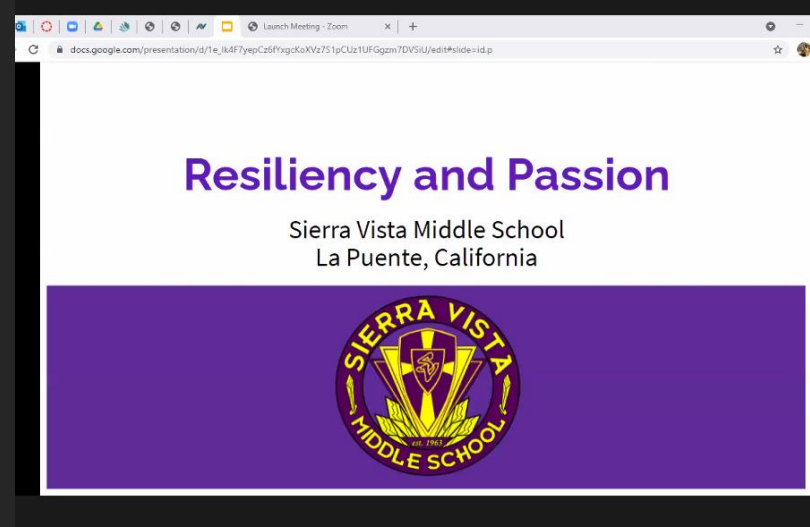 Launch Meeting - Zoom
docs.google.com/presentation/d/1e_lk4F7yepCz6fYxgcKoXVz7S1pCUz1UFGgzm7DVSiU/edit#slide=id.p
Resiliency and Passion
Sierra Vista Middle School
La Puente, California
SIERRA VISTA
SV
est. 1963
MIDDLE SCHOOL